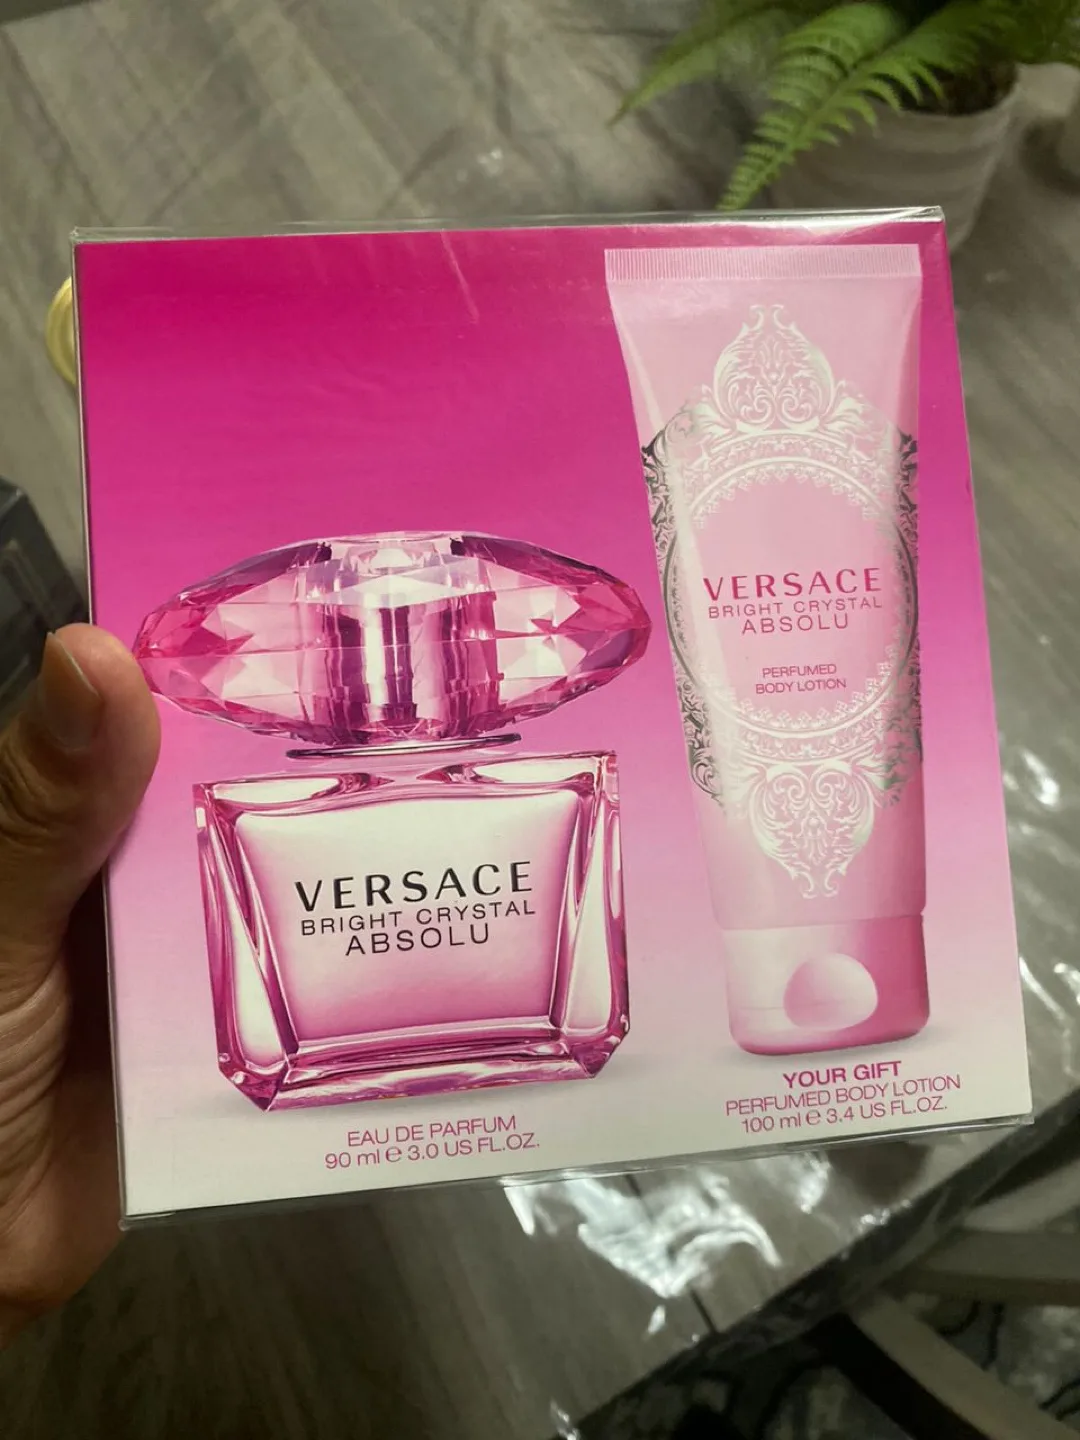 VERSACE
BRIGHT CRYSTAL
ABSOLU
EAU DE PARFUM
90 ml ℮ 3.0 US FL.OZ.
VERSACE
BRIGHT CRYSTAL
ABSOLU
PERFUMED
BODY LOTION
YOUR GIFT
PERFUMED BODY LOTION
100 ml ℮ 3.4 US FL.OZ.